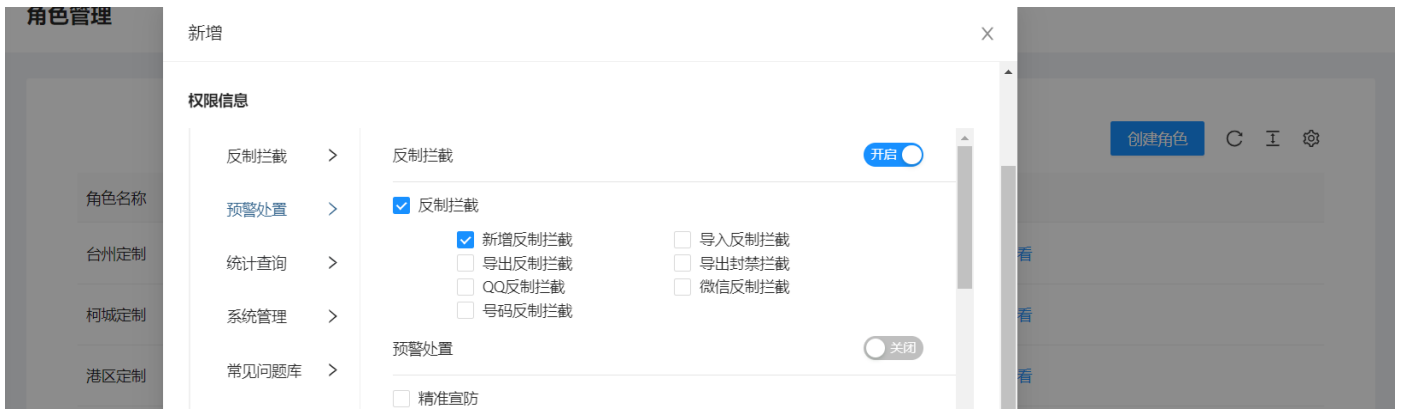 角色管理
新增
权限信息
创建角色
反制拦截
反制拦截 开启
角色名称
预警处置
反制拦截
新增反制拦截 导入反制拦截
台州定制
统计查询
导出反制拦截 导出封禁拦截
看
QQ反制拦截 微信反制拦截
柯城定制
系统管理
号码反制拦截
看
预警处置 关闭
港区定制
常见问题库
看
精准宣防